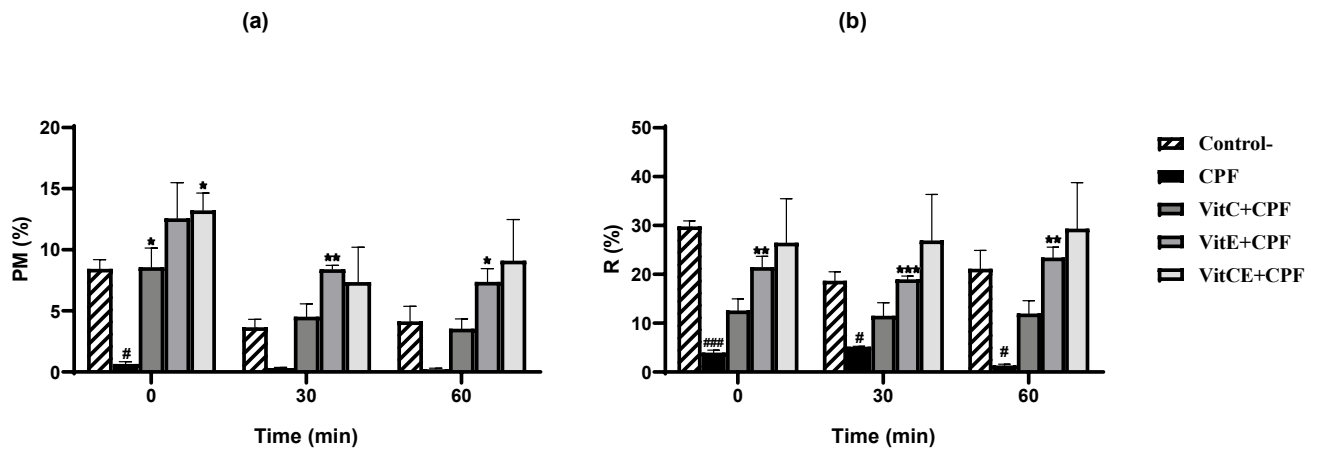 (a)
(b)
PM (%)
20
15
10
5
0
*
#
*
**
*
0
30
60
Time (min)
R (%)
50
40
30
20
10
0
###
**
#
***
#
**
0
30
60
Time (min)
Control-
CPF
VitC+CPF
VitE+CPF
VitCE+CPF